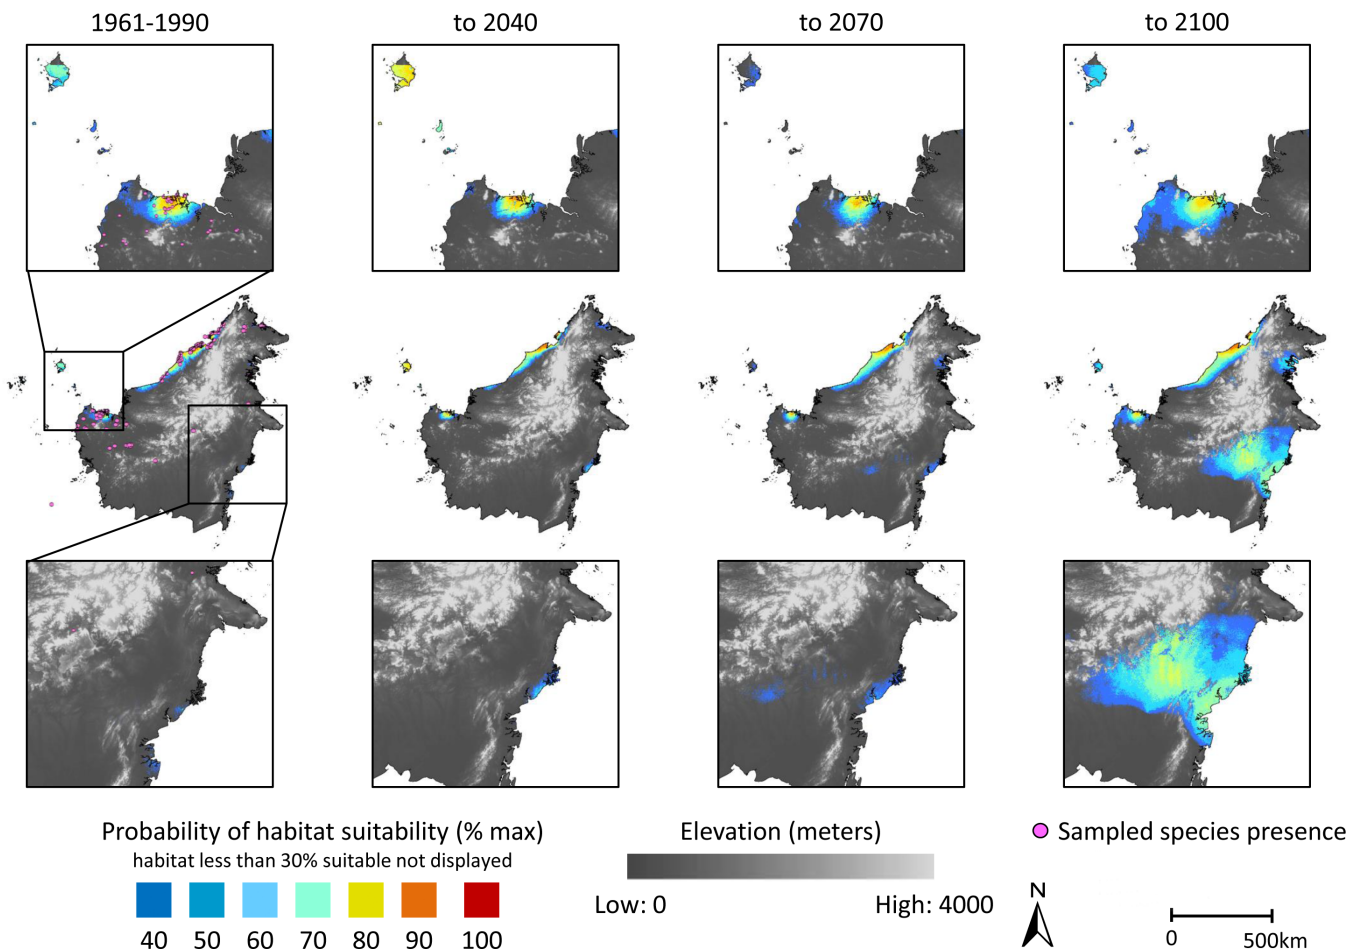 1961-1990
to 2040
to 2070
to 2100
Probability of habitat suitability (% max)
habitat less than 30% suitable not displayed
40 50 60 70 80 90 100
Elevation (meters)
Low: 0 High: 4000
Sampled species presence
N
0 500km